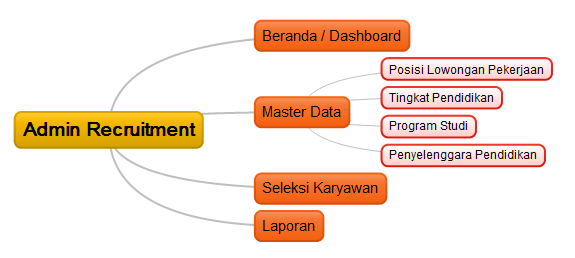 Admin Recruitment
Beranda / Dashboard
Master Data
Posisi Lowongan Pekerjaan
Tingkat Pendidikan
Program Studi
Penyelenggara Pendidikan
Seleksi Karyawan
Laporan